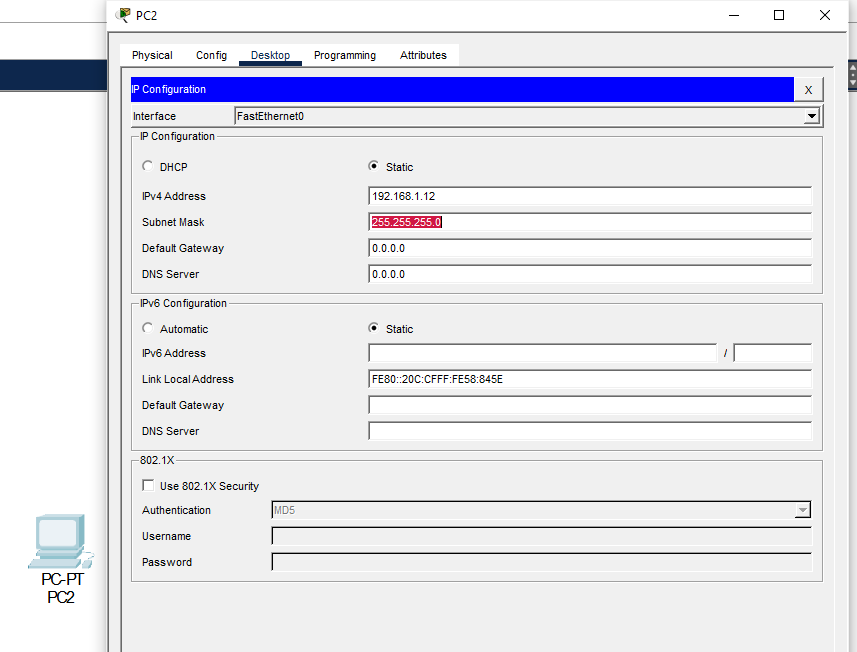 PC2
Physical Config Desktop Programming Attributes
IP Configuration X
Interface FastEthernet0
IP Configuration
DHCP Static
IPv4 Address 192.168.1.12
Subnet Mask 255.255.255.0
Default Gateway 0.0.0.0
DNS Server 0.0.0.0
IPv6 Configuration
Automatic Static
IPv6 Address /
Link Local Address FE80::20C:CFFF:FE58:845E
Default Gateway
DNS Server
802.1X
Use 802.1X Security
Authentication MD5
Username
Password
PC-PT
PC2